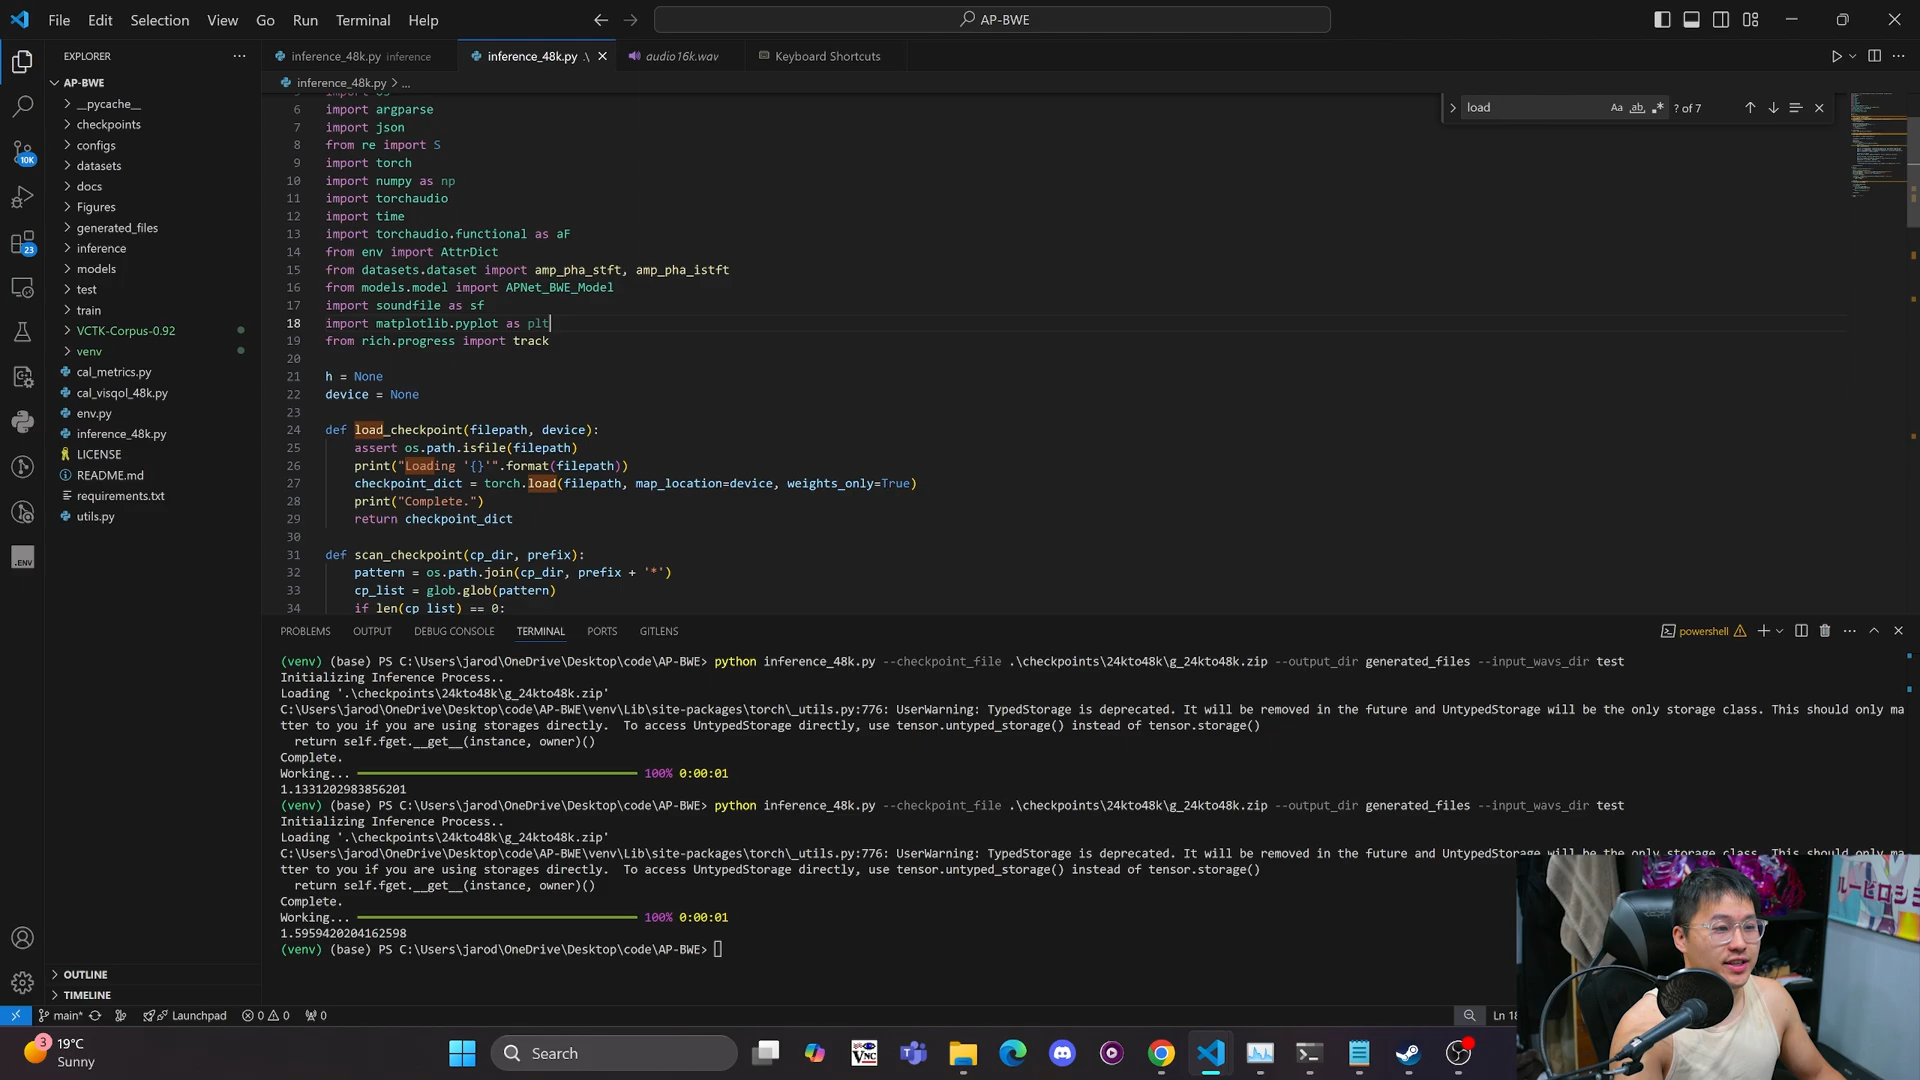 File Edit Selection View Go Run Terminal Help
AP-BWE
EXPLORER
AP-BWE
__pycache__
checkpoints
configs
datasets
docs
Figures
generated_files
inference
models
test
train
VCTK-Corpus-0.92
venv
cal_metrics.py
cal_visqol_48k.py
env.py
inference_48k.py
LICENSE
README.md
requirements.txt
utils.py
OUTLINE
TIMELINE
10K
23
.ENV
inference_48k.py inference
inference_48k.py .\
audio16k.wav
Keyboard Shortcuts
inference_48k.py > ...
load
Aa
ab
? of 7
6 import argparse
7 import json
8 from re import S
9 import torch
10 import numpy as np
11 import torchaudio
12 import time
13 import torchaudio.functional as aF
14 from env import AttrDict
15 from datasets.dataset import amp_pha_stft, amp_pha_istft
16 from models.model import APNet_BWE_Model
17 import soundfile as sf
18 import matplotlib.pyplot as plt
19 from rich.progress import track
20
21 h = None
22 device = None
23
24 def load_checkpoint(filepath, device):
25 assert os.path.isfile(filepath)
26 print("Loading '{}'".format(filepath))
27 checkpoint_dict = torch.load(filepath, map_location=device, weights_only=True)
28 print("Complete.")
29 return checkpoint_dict
30
31 def scan_checkpoint(cp_dir, prefix):
32 pattern = os.path.join(cp_dir, prefix + '*')
33 cp_list = glob.glob(pattern)
34 if len(cp_list) == 0:
PROBLEMS OUTPUT DEBUG CONSOLE TERMINAL PORTS GITLENS
powershell
(venv) (base) PS C:\Users\jarod\OneDrive\Desktop\code\AP-BWE> python inference_48k.py --checkpoint_file .\checkpoints\24kto48k\g_24kto48k.zip --output_dir generated_files --input_wavs_dir test
Initializing Inference Process..
Loading '.\checkpoints\24kto48k\g_24kto48k.zip'
C:\Users\jarod\OneDrive\Desktop\code\AP-BWE\venv\Lib\site-packages\torch\_utils.py:776: UserWarning: TypedStorage is deprecated. It will be removed in the future and UntypedStorage will be the only storage class. This should only ma
tter to you if you are using storages directly.  To access UntypedStorage directly, use tensor.untyped_storage() instead of tensor.storage()
return self.fget.__get__(instance, owner)()
Complete.
Working... 100% 0:00:01
1.1331202983856201
(venv) (base) PS C:\Users\jarod\OneDrive\Desktop\code\AP-BWE> python inference_48k.py --checkpoint_file .\checkpoints\24kto48k\g_24kto48k.zip --output_dir generated_files --input_wavs_dir test
Initializing Inference Process..
Loading '.\checkpoints\24kto48k\g_24kto48k.zip'
C:\Users\jarod\OneDrive\Desktop\code\AP-BWE\venv\Lib\site-packages\torch\_utils.py:776: UserWarning: TypedStorage is deprecated. It will be removed in the future and UntypedStorage will be the only storage class. This should only ma
tter to you if you are using storages directly.  To access UntypedStorage directly, use tensor.untyped_storage() instead of tensor.storage()
return self.fget.__get__(instance, owner)()
Complete.
Working... 100% 0:00:01
1.5959420204162598
(venv) (base) PS C:\Users\jarod\OneDrive\Desktop\code\AP-BWE>
main* Launchpad 0 0 0
Ln 18
3
19°C
Sunny
Search
VNC